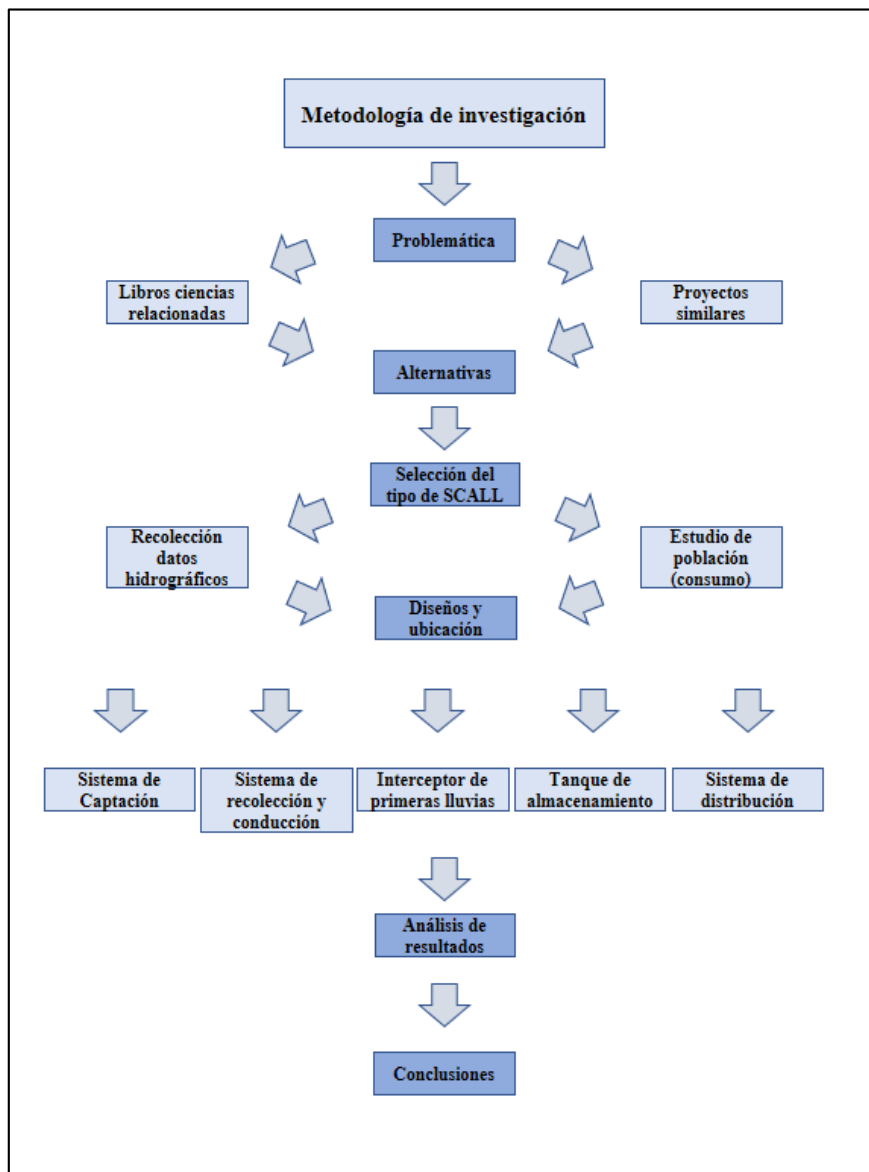 Metodología de investigación
Problemática
Libros ciencias
relacionadas
Proyectos
similares
Alternativas
Selección del
tipo de SCALL
Recolección
datos
hidrográficos
Estudio de
población
(consumo)
Diseños y
ubicación
Sistema de
Captación
Sistema de
recolección y
conducción
Interceptor de
primeras lluvias
Tanque de
almacenamiento
Sistema de
distribución
Análisis de
resultados
Conclusiones